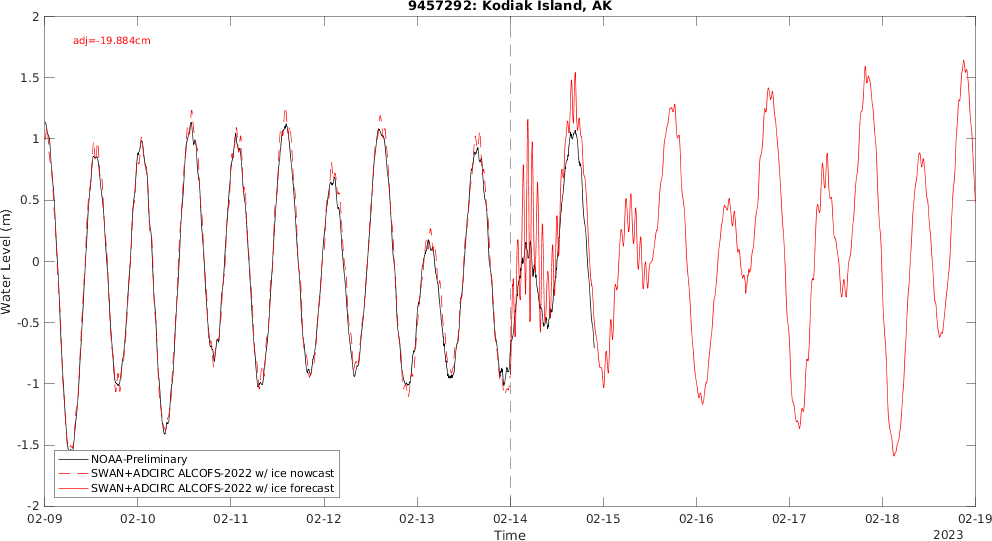 9457292: Kodiak Island, AK
adj=-19.884cm
Water Level (m)
2
1.5
1
0.5
0
-0.5
-1
-1.5
-2
NOAA-Preliminary
SWAN+ADCIRC ALCOFS-2022 w/ ice nowcast
SWAN+ADCIRC ALCOFS-2022 w/ ice forecast
02-09 02-10 02-11 02-12 02-13 02-14 02-15 02-16 02-17 02-18 02-19
Time
2023